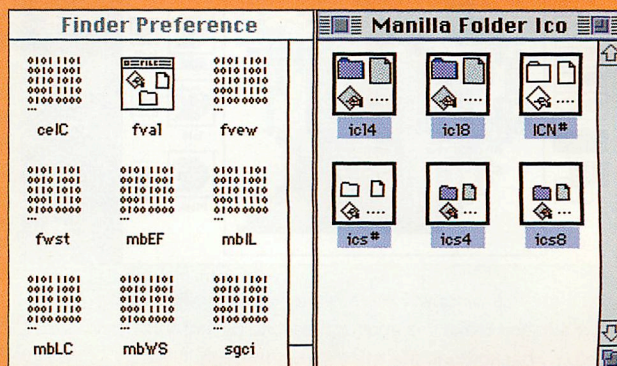 Finder Preference
Manilla Folder Ico
celC
fval
fvew
fwst
mbEF
mbIL
mbLC
mbWS
sgci
icl4
icl8
ICN#
ics#
ics4
ics8